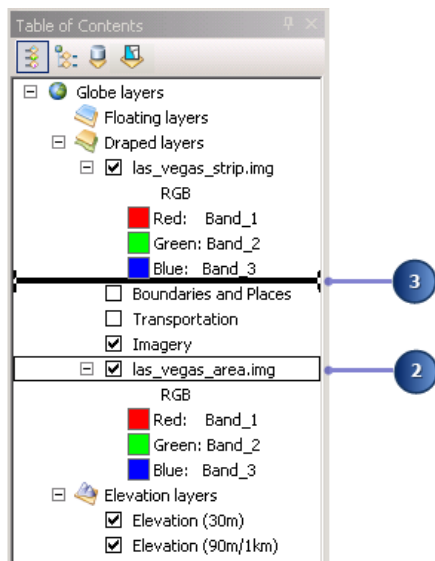 Table of Contents
Globe layers
Floating layers
Draped layers
las_vegas_strip.img
RGB
Red: Band_1
Green: Band_2
Blue: Band_3
3
Boundaries and Places
Transportation
Imagery
las_vegas_area.img
2
RGB
Red: Band_1
Green: Band_2
Blue: Band_3
Elevation layers
Elevation (30m)
Elevation (90m/1km)